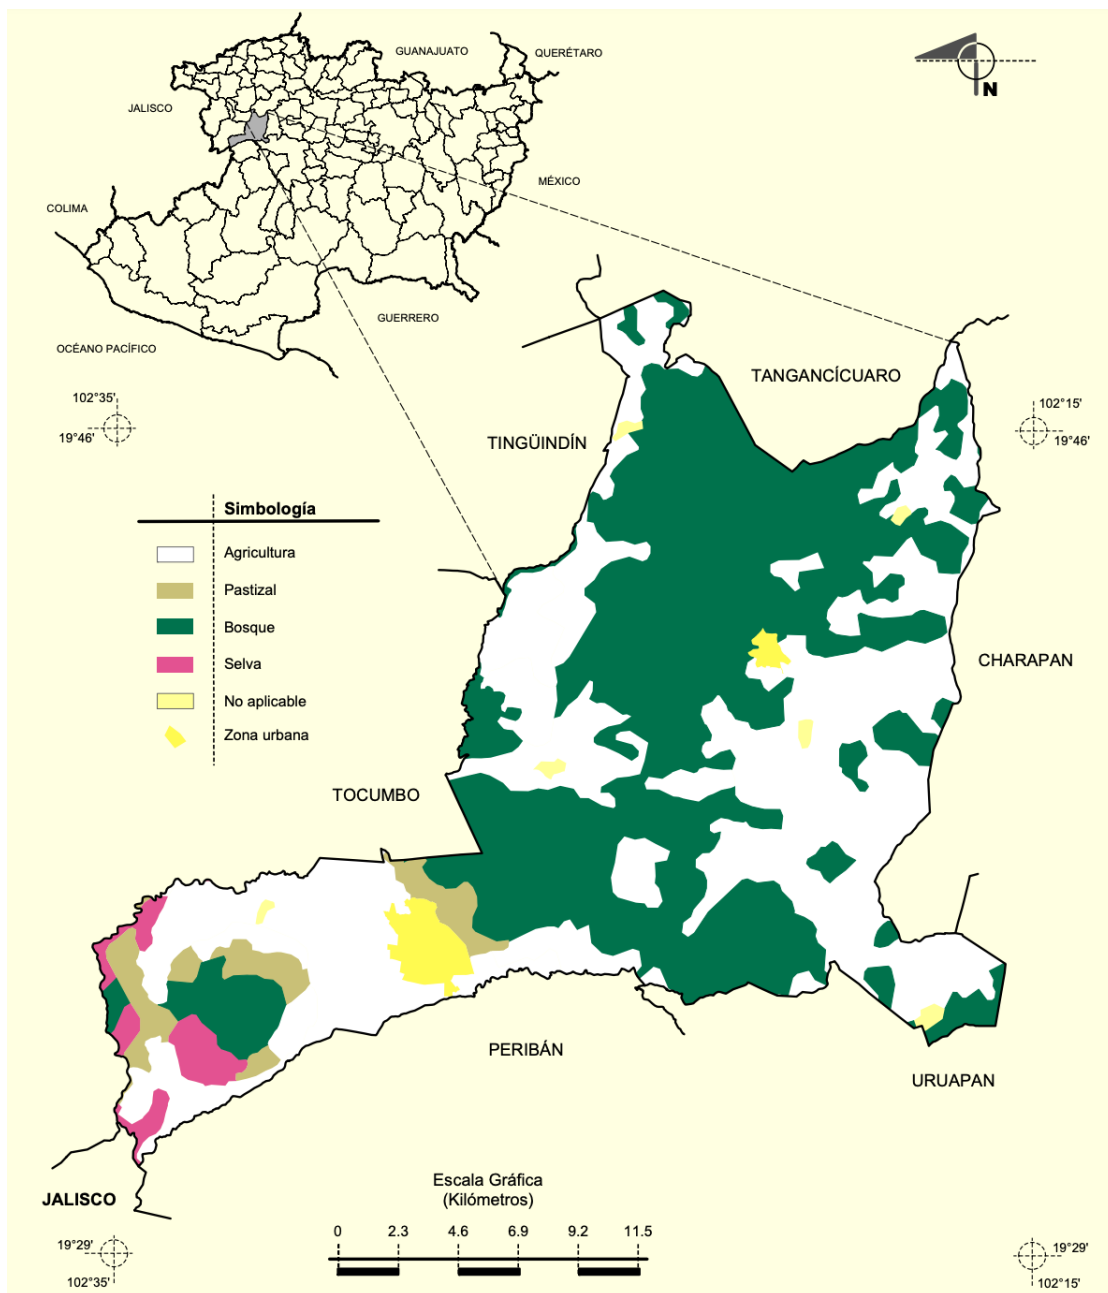 GUANAJUATO
QUERÉTARO
JALISCO
N
MÉXICO
COLIMA
GUERRERO
OCÉANO PACÍFICO
TANGANCÍCUARO
102°35'
19°46'
102°15'
19°46'
TINGÜINDÍN
Simbología
Agricultura
Pastizal
Bosque
Selva
No aplicable
Zona urbana
CHARAPAN
TOCUMBO
PERIBÁN
URUAPAN
JALISCO
Escala Gráfica
(Kilómetros)
0 2.3 4.6 6.9 9.2 11.5
19°29'
102°35'
19°29'
102°15'